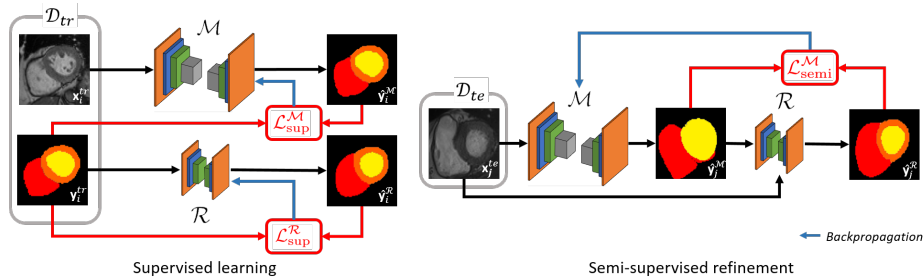 𝒟_tr
ℳ
x_i^tr
ŷ_i^ℳ
ℒ_sup^ℳ
y_i^tr
ℛ
ŷ_i^ℛ
ℒ_sup^ℛ
Supervised learning
ℒ_semi^ℳ
𝒟_te
ℳ
ℛ
x_j^te
ŷ_j^ℳ
ŷ_j^ℛ
Backpropagation
Semi-supervised refinement